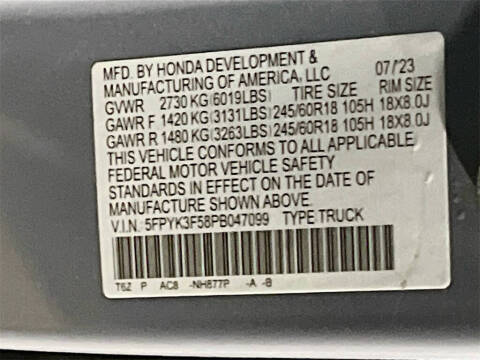 MFD. BY HONDA DEVELOPMENT &
MANUFACTURING OF AMERICA, LLC 07/'23
GVWR 2730 KG (6019LBS) TIRE SIZE RIM SIZE
GAWR F 1420 KG (3131LBS) 245/60R18 105H 18X8.0J
GAWR R 1480 KG (3263LBS) 245/60R18 105H 18X8.0J
THIS VEHICLE CONFORMS TO ALL APPLICABLE
FEDERAL MOTOR VEHICLE SAFETY
STANDARDS IN EFFECT ON THE DATE OF
MANUFACTURE SHOWN ABOVE.
V.I.N. 5FPYK3F58PB047099 TYPE TRUCK
T6Z P AC8 -NH877P -A -B